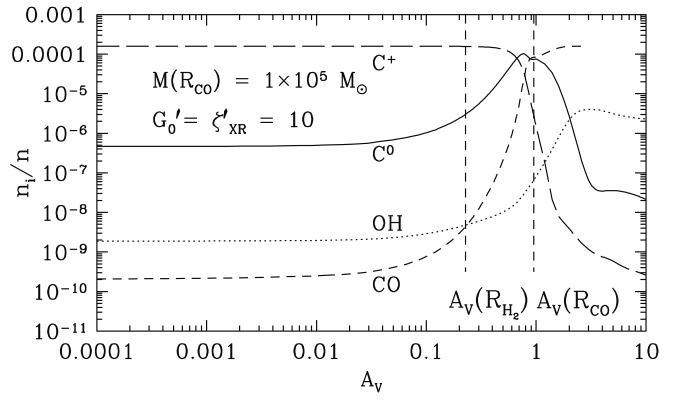 0.001
0.0001
10⁻⁵
10⁻⁶
10⁻⁷
10⁻⁸
10⁻⁹
10⁻¹⁰
10⁻¹¹
nᵢ/n
C⁺
M(R_CO) = 1×10⁵ M_⊙
G₀′= ζ′_XR = 10
C⁰
OH
CO
A_V(R_H₂) A_V(R_CO)
0.0001 0.001 0.01 0.1 1 10
A_V